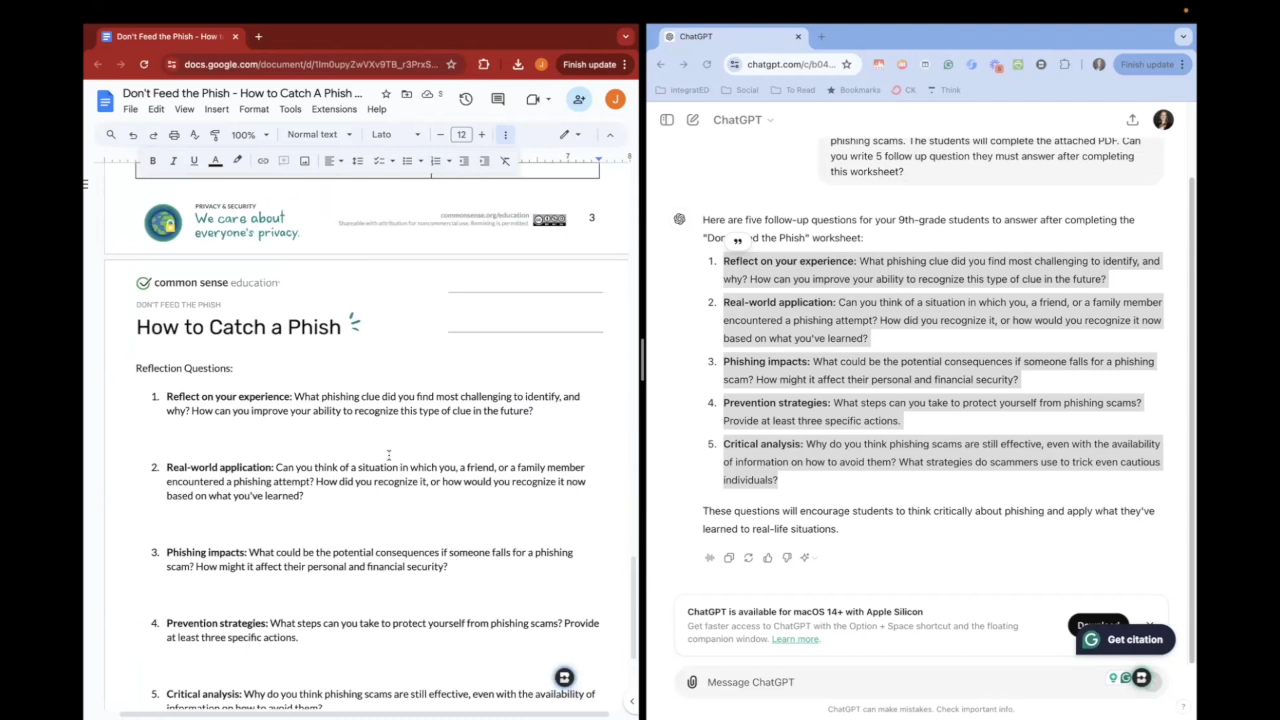 Don't Feed the Phish - How t
docs.google.com/document/d/1Im0upyZwVXv9TB_r3PrxS...
Finish update
Don't Feed the Phish - How to Catch A Phish ...
File Edit View Insert Format Tools Extensions Help
100% Normal text Lato 12
7 8
PRIVACY & SECURITY
We care about
everyone's privacy.
commonsense.org/education
Shareable with attribution for noncommercial use. Remixing is permitted.
3
common sense education
DON'T FEED THE PHISH
How to Catch a Phish
Reflection Questions:
1. Reflect on your experience: What phishing clue did you find most challenging to identify, and
why? How can you improve your ability to recognize this type of clue in the future?
2. Real-world application: Can you think of a situation in which you, a friend, or a family member
encountered a phishing attempt? How did you recognize it, or how would you recognize it now
based on what you've learned?
3. Phishing impacts: What could be the potential consequences if someone falls for a phishing
scam? How might it affect their personal and financial security?
4. Prevention strategies: What steps can you take to protect yourself from phishing scams? Provide
at least three specific actions.
5. Critical analysis: Why do you think phishing scams are still effective, even with the availability of
information on how to avoid them?
ChatGPT
chatgpt.com/c/b04...
Finish update
integratED Social To Read Bookmarks CK Think
ChatGPT
phishing scams. The students will complete the attached PDF. Can
you write 5 follow up question they must answer after completing
this worksheet?
Here are five follow-up questions for your 9th-grade students to answer after completing the
"Don ed the Phish" worksheet:
1. Reflect on your experience: What phishing clue did you find most challenging to identify, and
why? How can you improve your ability to recognize this type of clue in the future?
2. Real-world application: Can you think of a situation in which you, a friend, or a family member
encountered a phishing attempt? How did you recognize it, or how would you recognize it now
based on what you've learned?
3. Phishing impacts: What could be the potential consequences if someone falls for a phishing
scam? How might it affect their personal and financial security?
4. Prevention strategies: What steps can you take to protect yourself from phishing scams?
Provide at least three specific actions.
5. Critical analysis: Why do you think phishing scams are still effective, even with the availability
of information on how to avoid them? What strategies do scammers use to trick even cautious
individuals?
These questions will encourage students to think critically about phishing and apply what they've
learned to real-life situations.
ChatGPT is available for macOS 14+ with Apple Silicon
Get faster access to ChatGPT with the Option + Space shortcut and the floating
companion window. Learn more.
Get citation
Message ChatGPT
ChatGPT can make mistakes. Check important info.